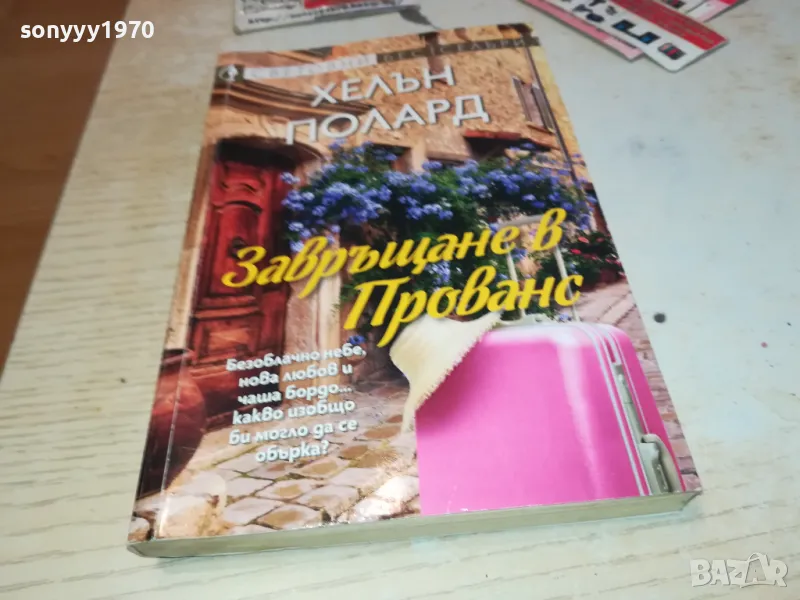 sonyyy1970
ХЕЛЪН
ПОЛАРД
Завръщане в
Прованс
Безоблачно небе,
нова любов и
чаша бордо...
какво изобщо
би могло да се
обърка?
BAZAR